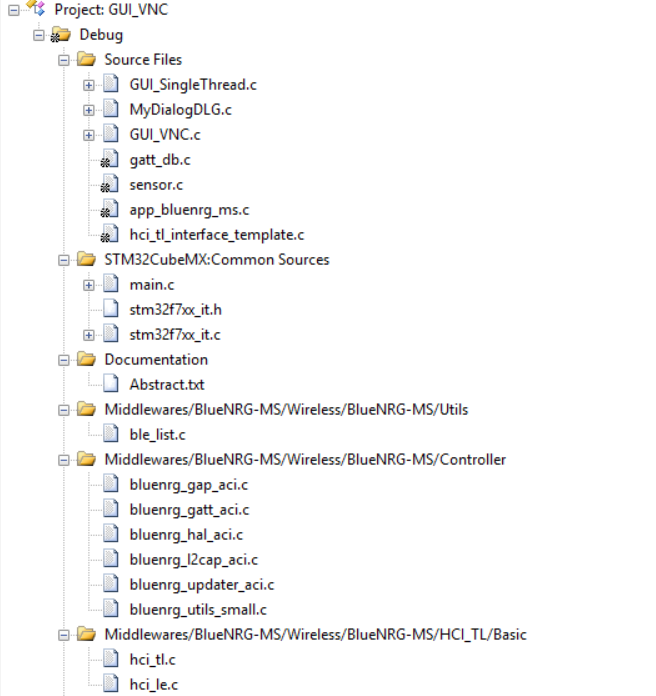 Project: GUI_VNC
Debug
Source Files
GUI_SingleThread.c
MyDialogDLG.c
GUI_VNC.c
gatt_db.c
sensor.c
app_bluenrg_ms.c
hci_tl_interface_template.c
STM32CubeMX:Common Sources
main.c
stm32f7xx_it.h
stm32f7xx_it.c
Documentation
Abstract.txt
Middlewares/BlueNRG-MS/Wireless/BlueNRG-MS/Utils
ble_list.c
Middlewares/BlueNRG-MS/Wireless/BlueNRG-MS/Controller
bluenrg_gap_aci.c
bluenrg_gatt_aci.c
bluenrg_hal_aci.c
bluenrg_l2cap_aci.c
bluenrg_updater_aci.c
bluenrg_utils_small.c
Middlewares/BlueNRG-MS/Wireless/BlueNRG-MS/HCI_TL/Basic
hci_tl.c
hci_le.c